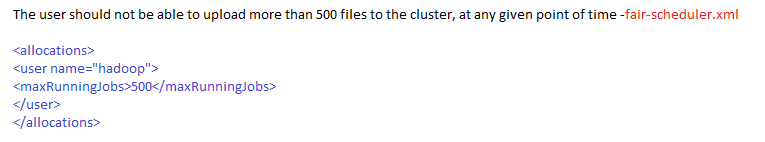 The user should not be able to upload more than 500 files to the cluster, at any given point of time -fair-scheduler.xml
<allocations>
<user name="hadoop">
<maxRunningJobs>500</maxRunningJobs>
</user>
</allocations>